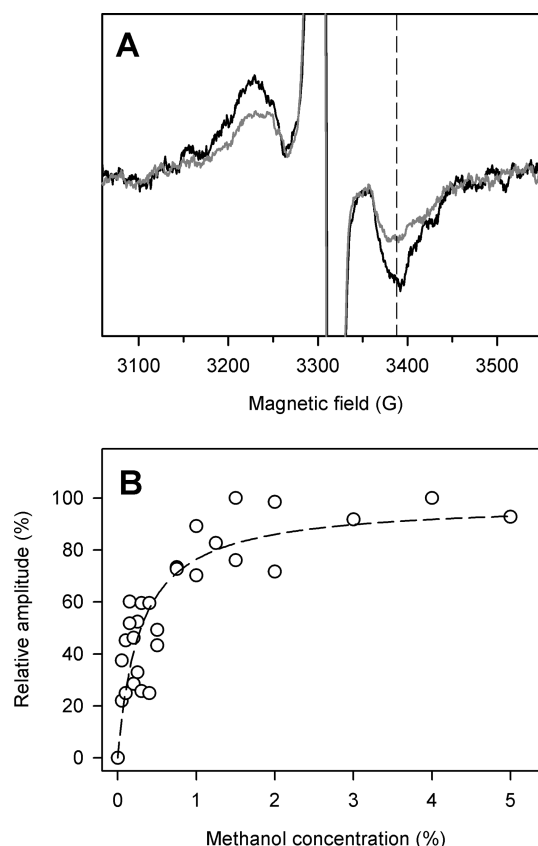 A
3100 3200 3300 3400 3500
Magnetic field (G)
B
Relative amplitude (%)
100
80
60
40
20
0
0 1 2 3 4 5
Methanol concentration (%)